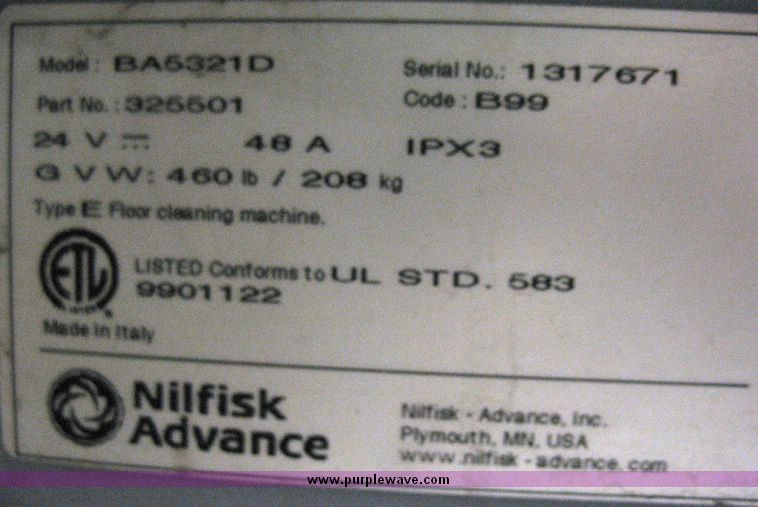 Model: BA5321D Serial No.: 1317671
Part No.: 325501 Code: B99
24 V 48 A IPX3
G V W: 460 lb / 208 kg
Type E Floor cleaning machine.
ETL LISTED Conforms to UL STD. 583
9901122
Made in Italy
Nilfisk Advance
Nilfisk - Advance, Inc.
Plymouth, MN, USA
www.nilfisk-advance.com
www.purplewave.com